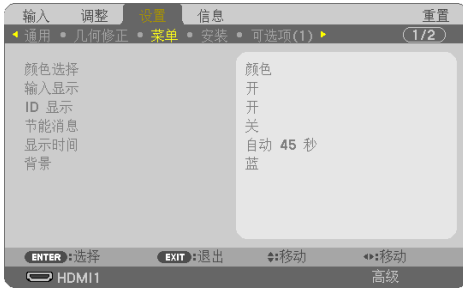 输入 调整 设置 信息 重置
通用 • 几何修正 • 菜单 • 安装 • 可选项(1) 1/2
颜色选择 颜色
输入显示 开
ID 显示 开
节能消息 关
显示时间 自动 45 秒
背景 蓝
ENTER:选择 EXIT:退出 :移动 :移动
HDMI1 高级